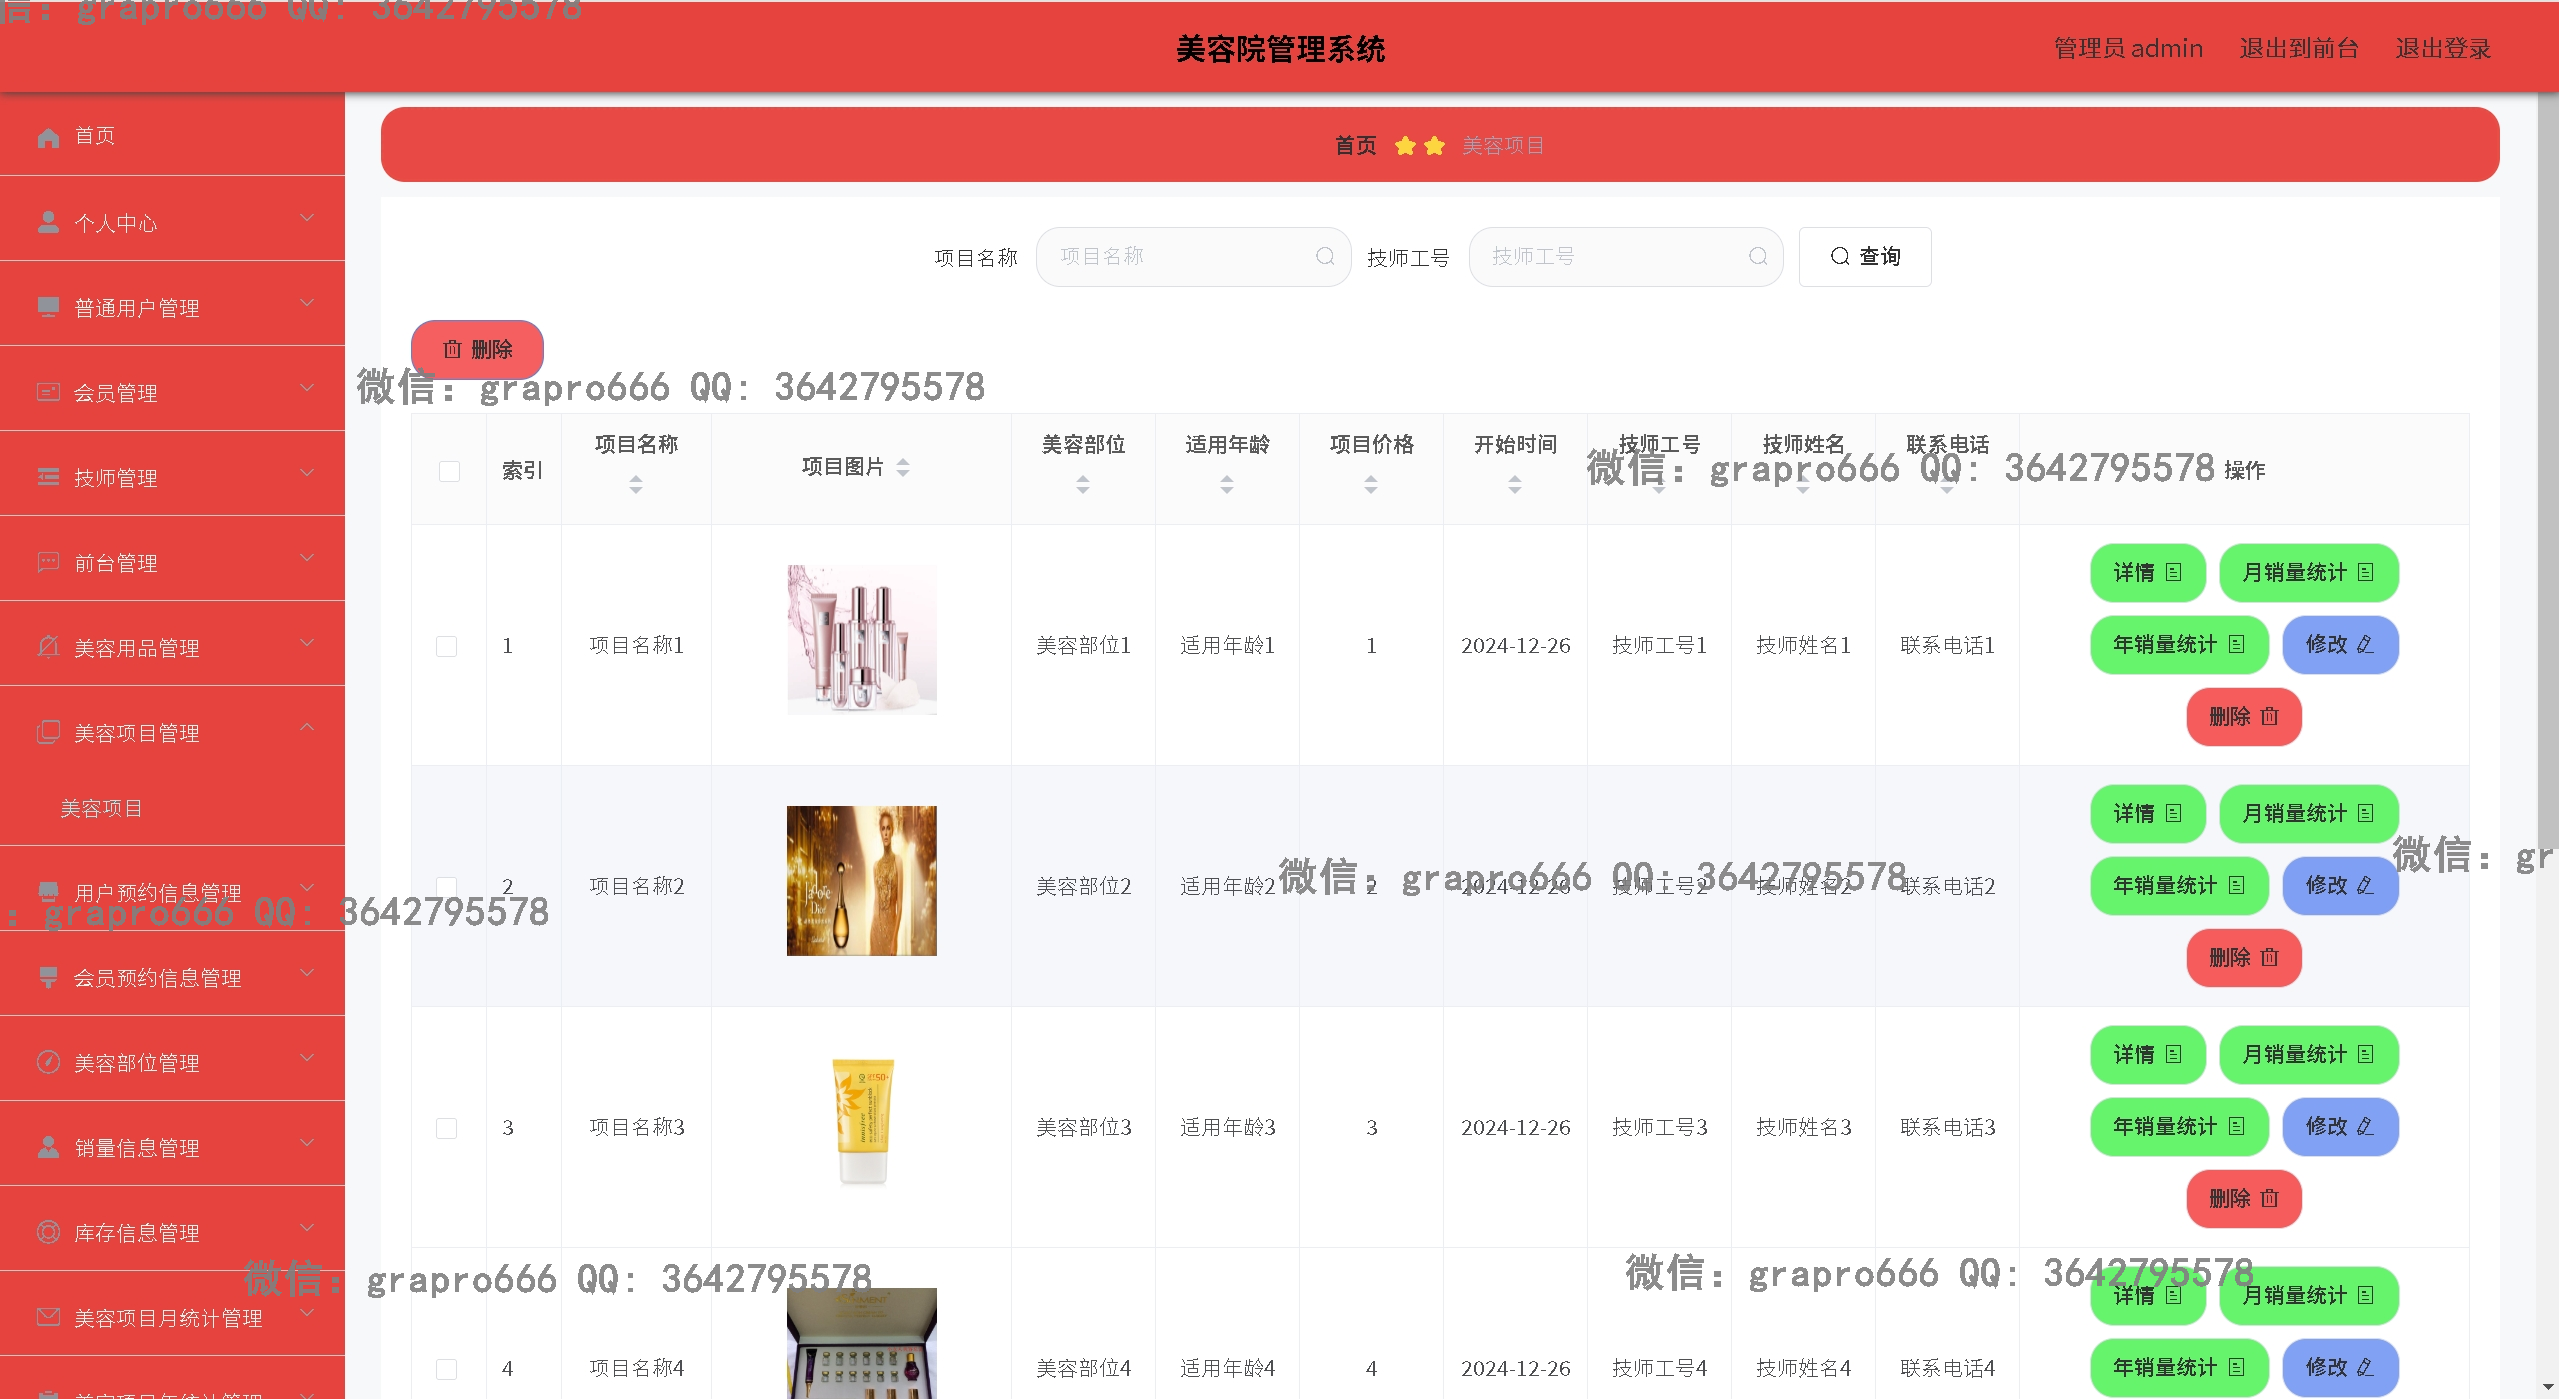 信: grapro666 QQ: 3642795578
美容院管理系统
管理员 admin 退出到前台 退出登录
首页 美容项目
首页
个人中心
普通用户管理
会员管理
技师管理
前台管理
美容用品管理
美容项目管理
美容项目
用户预约信息管理
会员预约信息管理
美容部位管理
销量信息管理
库存信息管理
美容项目月统计管理
美容项目年统计管理
项目名称 项目名称 技师工号 技师工号 查询
删除
微信: grapro666 QQ: 3642795578
索引 项目名称 项目图片 美容部位 适用年龄 项目价格 开始时间 技师工号 技师姓名 联系电话 操作
微信: grapro666 QQ: 3642795578
1 项目名称1 美容部位1 适用年龄1 1 2024-12-26 技师工号1 技师姓名1 联系电话1
详情 月销量统计
年销量统计 修改
删除
2 项目名称2 美容部位2 适用年龄2 2 2024-12-26 技师工号2 技师姓名2 联系电话2
Dior
详情 月销量统计
年销量统计 修改
删除
微信: grapro666 QQ: 3642795578
微信: gr
: grapro666 QQ: 3642795578
3 项目名称3 美容部位3 适用年龄3 3 2024-12-26 技师工号3 技师姓名3 联系电话3
详情 月销量统计
年销量统计 修改
删除
微信: grapro666 QQ: 3642795578
微信: grapro666 QQ: 3642795578
4 项目名称4 美容部位4 适用年龄4 4 2024-12-26 技师工号4 技师姓名4 联系电话4
详情 月销量统计
年销量统计 修改